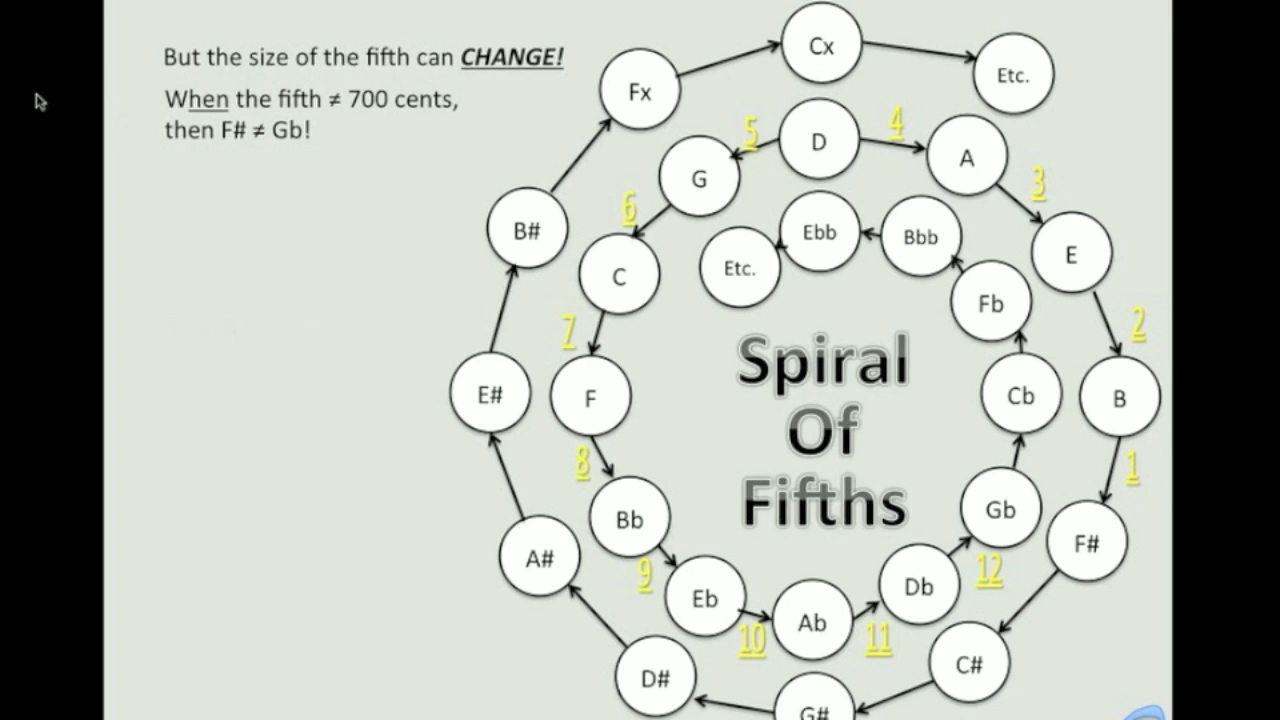 But the size of the fifth can CHANGE!
When the fifth ≠ 700 cents,
then F# ≠ Gb!
Cx
Etc.
Fx
B#
E#
A#
D#
G#
C#
F#
B
E
A
D
G
C
F
Bb
Eb
Ab
Db
Gb
Cb
Fb
Bbb
Ebb
Etc.
1
2
3
4
5
6
7
8
9
10
11
12
Spiral
Of
Fifths